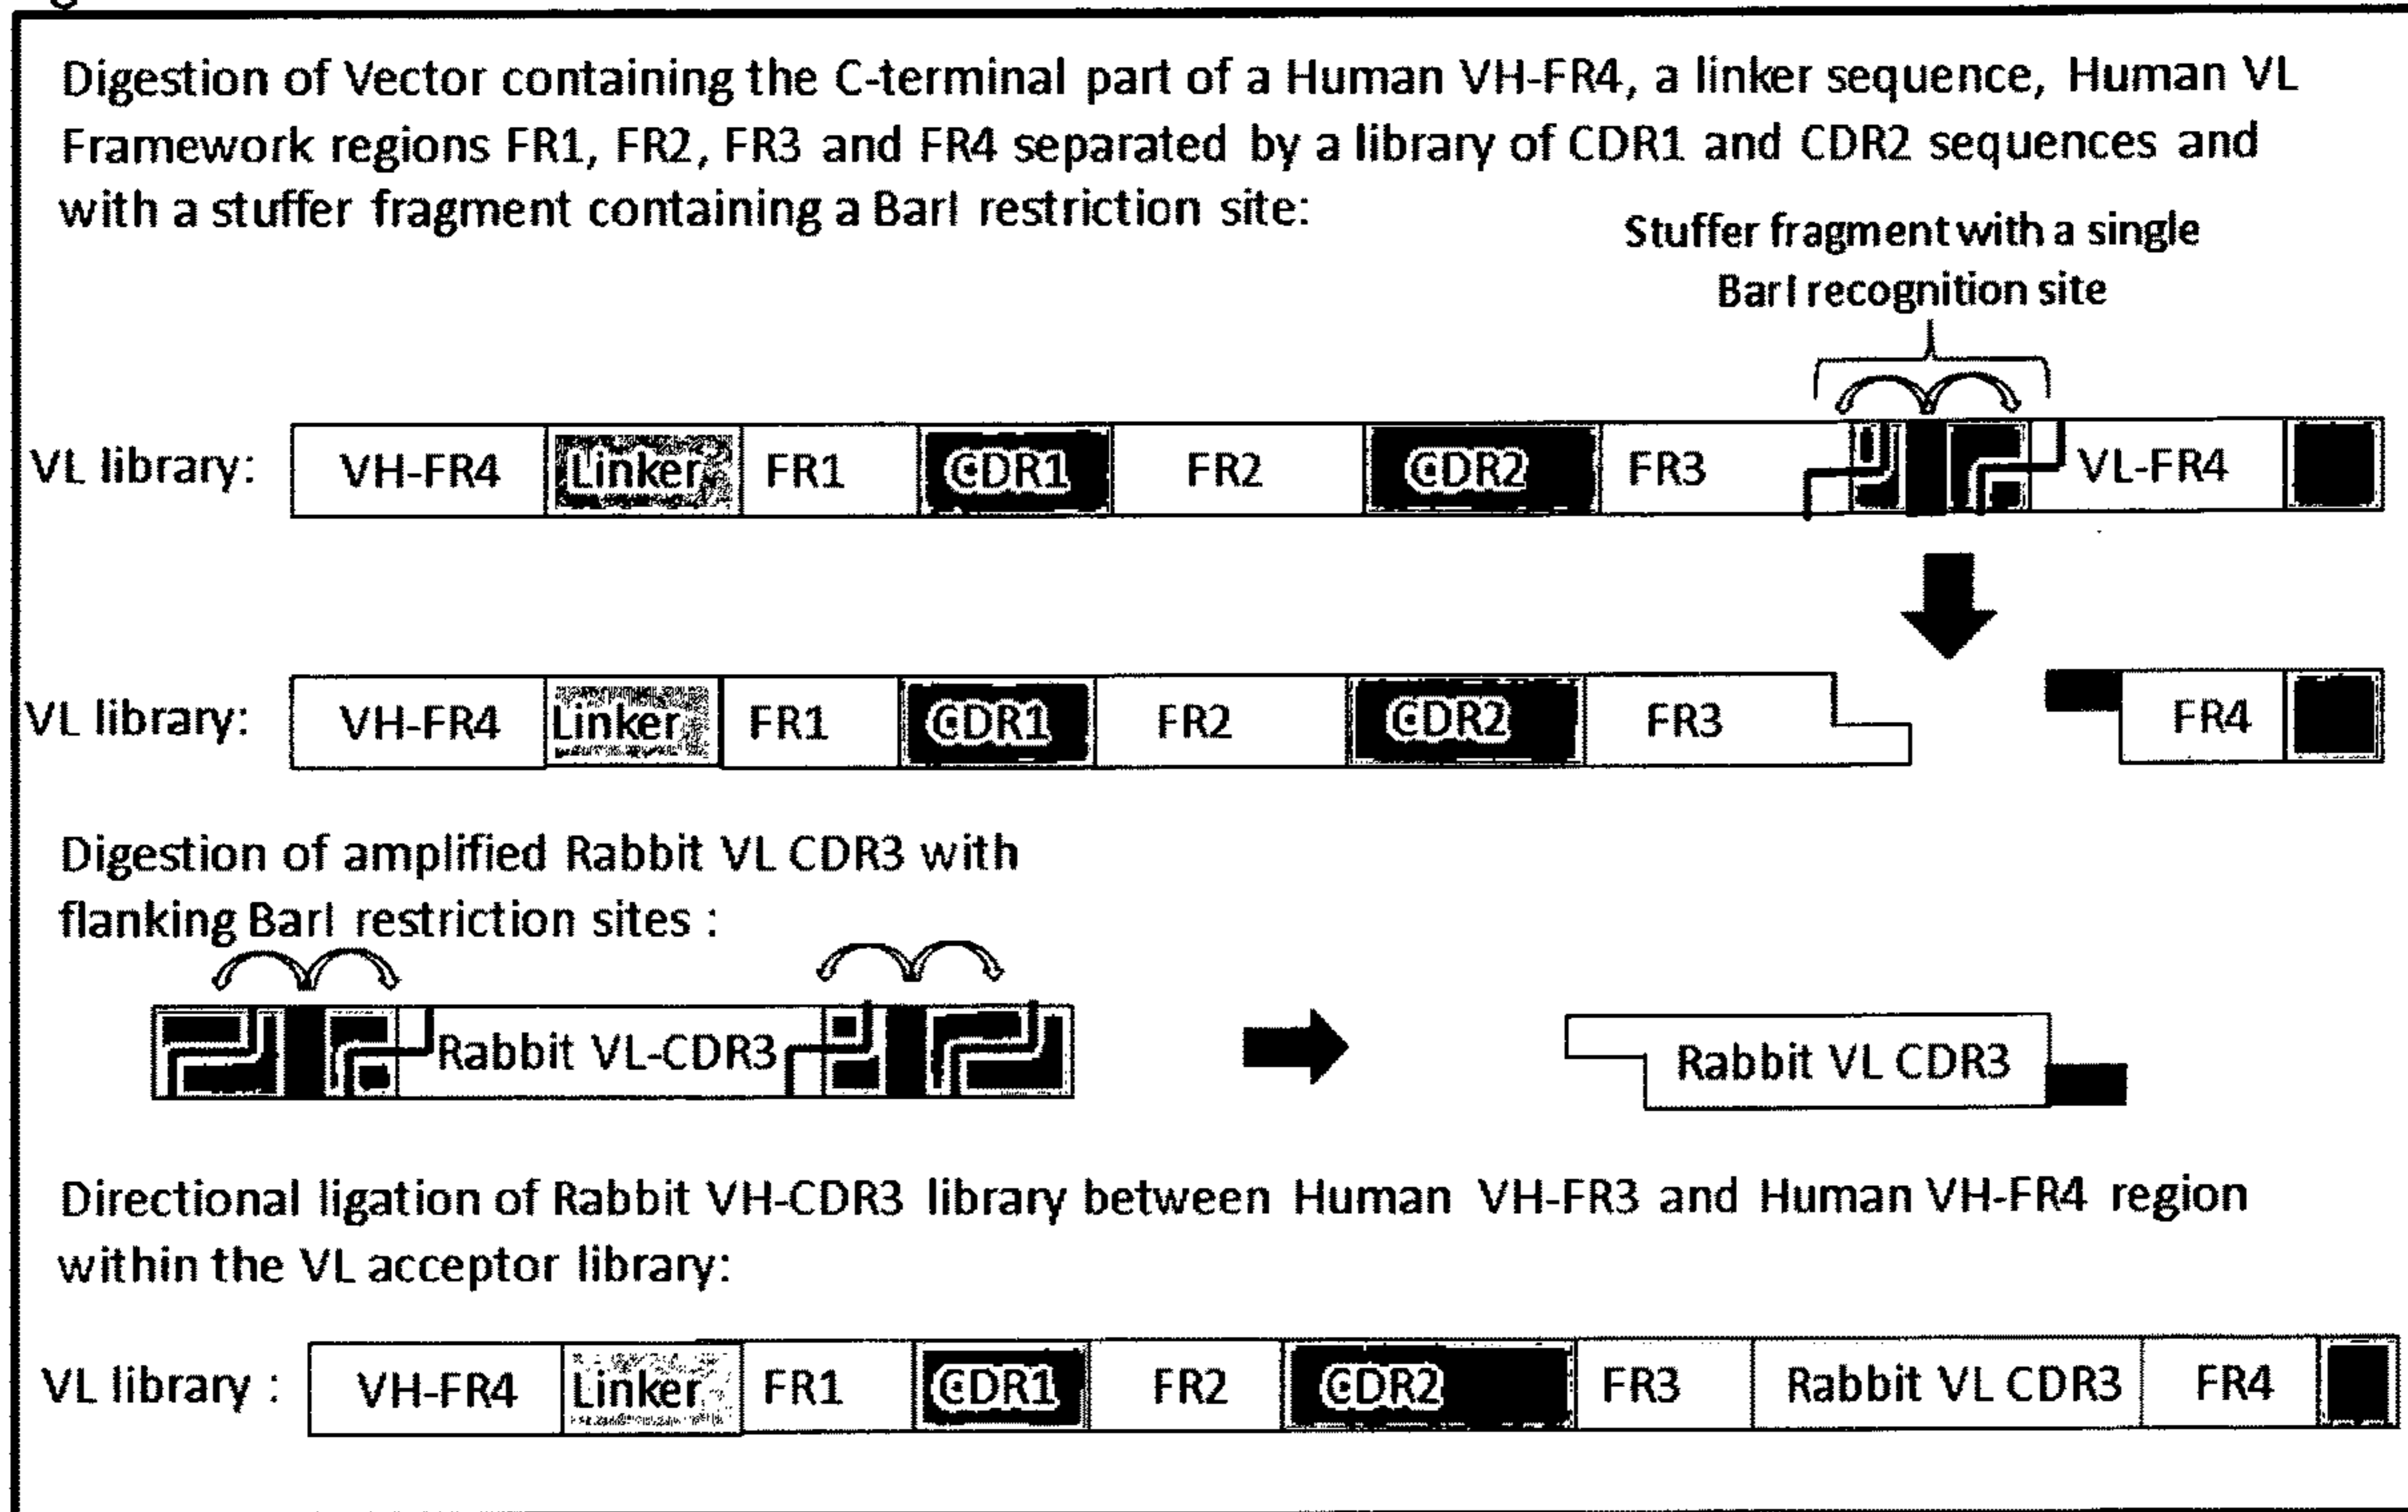 Digestion of Vector containing the C-terminal part of a Human VH-FR4, a linker sequence, Human VL
Framework regions FR1, FR2, FR3 and FR4 separated by a library of CDR1 and CDR2 sequences and
with a stuffer fragment containing a BarI restriction site:
Stuffer fragment with a single
BarI recognition site
VL library: VH-FR4 Linker FR1 CDR1 FR2 CDR2 FR3 VL-FR4
VL library: VH-FR4 Linker FR1 CDR1 FR2 CDR2 FR3 FR4
Digestion of amplified Rabbit VL CDR3 with
flanking BarI restriction sites :
Rabbit VL-CDR3 Rabbit VL CDR3
Directional ligation of Rabbit VH-CDR3 library between Human VH-FR3 and Human VH-FR4 region
within the VL acceptor library:
VL library : VH-FR4 Linker FR1 CDR1 FR2 CDR2 FR3 Rabbit VL CDR3 FR4